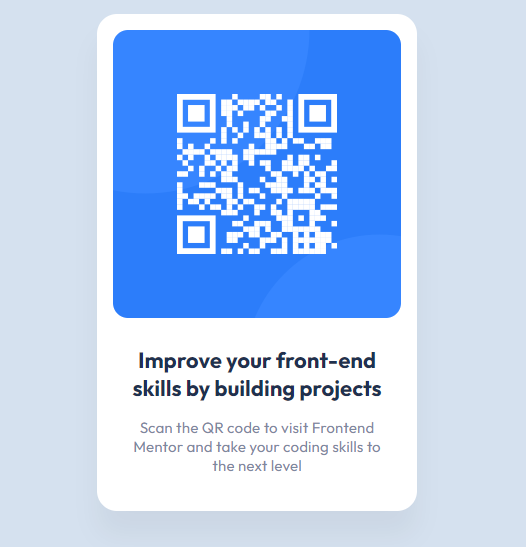 Improve your front-end
skills by building projects
Scan the QR code to visit Frontend
Mentor and take your coding skills to
the next level